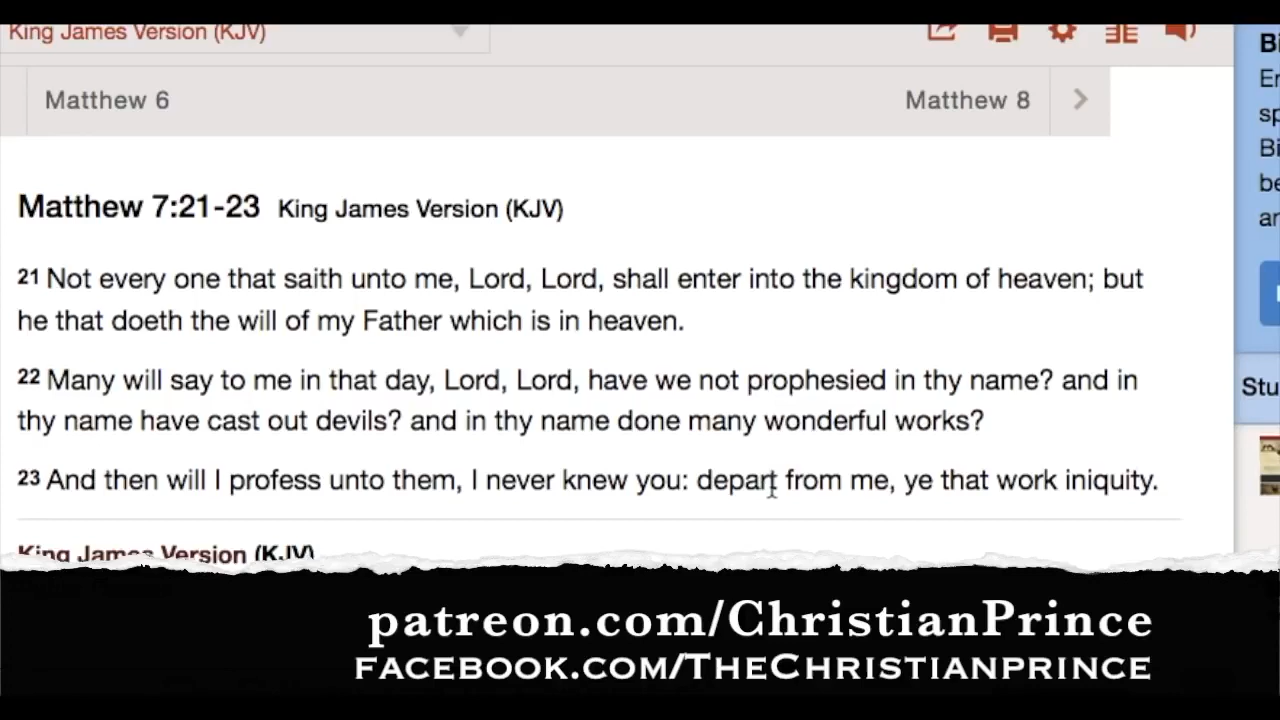 King James Version (KJV)
Matthew 6
Matthew 8
Matthew 7:21-23 King James Version (KJV)
21 Not every one that saith unto me, Lord, Lord, shall enter into the kingdom of heaven; but
he that doeth the will of my Father which is in heaven.
22 Many will say to me in that day, Lord, Lord, have we not prophesied in thy name? and in
thy name have cast out devils? and in thy name done many wonderful works?
23 And then will I profess unto them, I never knew you: depart from me, ye that work iniquity.
King James Version (KJV)
patreon.com/ChristianPrince
FACEBOOK.COM/THECHRISTIANPRINCE